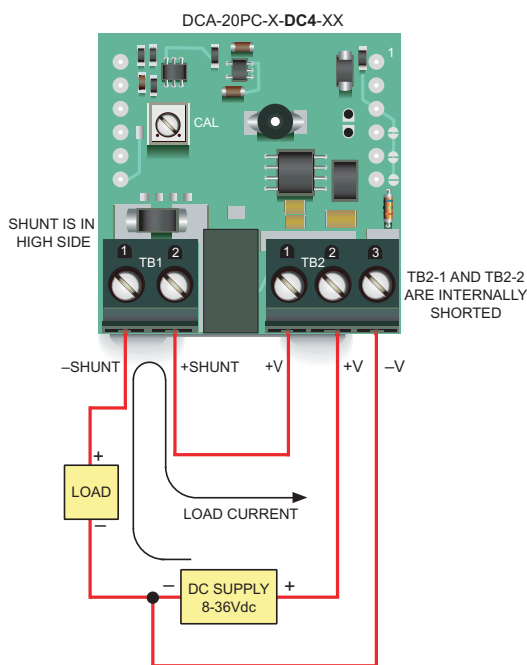 DCA-20PC-X-DC4-XX
1
CAL
SHUNT IS IN
HIGH SIDE
1 2
TB1
1 2 3
TB2
TB2-1 AND TB2-2
ARE INTERNALLY
SHORTED
–SHUNT +SHUNT +V +V –V
+
LOAD
–
LOAD CURRENT
– DC SUPPLY +
8-36Vdc